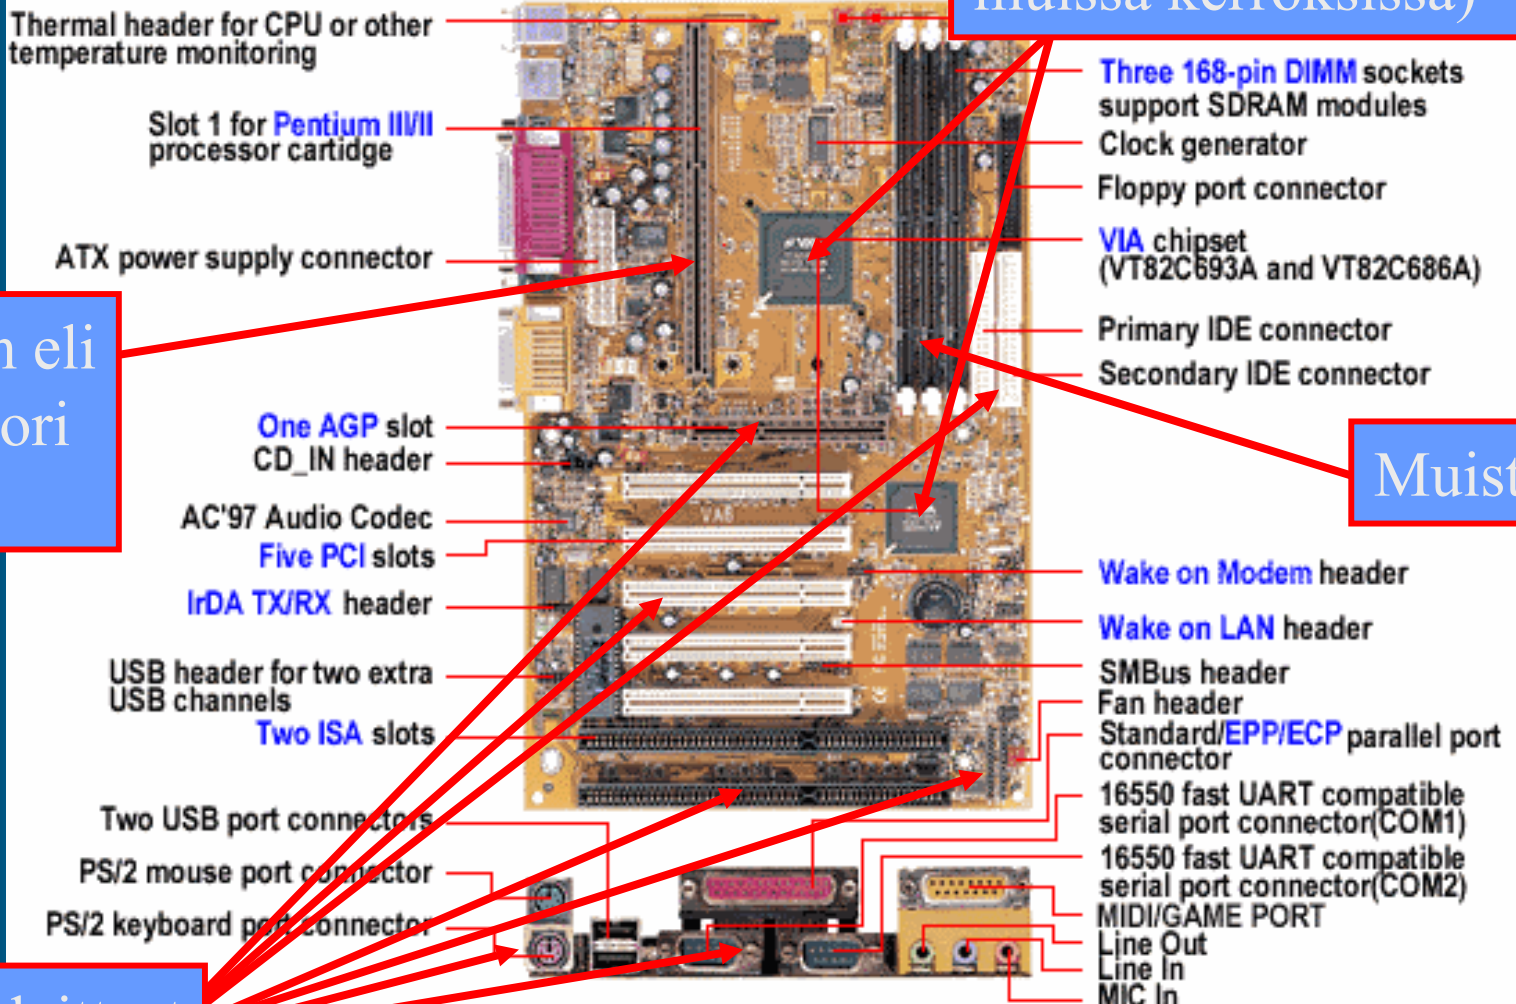 muissa kerroksissa)
Thermal header for CPU or other
temperature monitoring
Slot 1 for Pentium III/II
processor cartidge
ATX power supply connector
eli
One AGP slot
CD_IN header
AC'97 Audio Codec
Five PCI slots
IrDA TX/RX header
USB header for two extra
USB channels
Two ISA slots
Two USB port connectors
PS/2 mouse port connector
PS/2 keyboard port connector
Three 168-pin DIMM sockets
support SDRAM modules
Clock generator
Floppy port connector
VIA chipset
(VT82C693A and VT82C686A)
Primary IDE connector
Secondary IDE connector
Muist
Wake on Modem header
Wake on LAN header
SMBus header
Fan header
Standard/EPP/ECP parallel port
connector
16550 fast UART compatible
serial port connector(COM1)
16550 fast UART compatible
serial port connector(COM2)
MIDI/GAME PORT
Line Out
Line In
MIC In